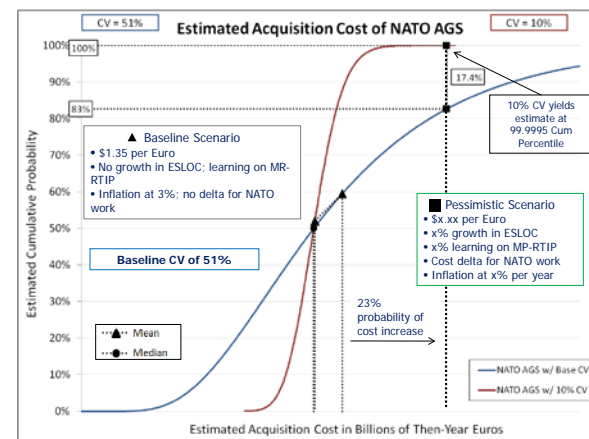 CV = 51%
Estimated Acquisition Cost of NATO AGS
CV = 10%
100%
100%
90%
17.4%
83%
80%
10% CV yields
estimate at
99.9995 Cum
Percentile
▲ Baseline Scenario
• $1.35 per Euro
• No growth in ESLOC; learning on MR-
RTIP
• Inflation at 3%; no delta for NATO
work
70%
60%
50%
40%
30%
20%
10%
0%
Estimated Cumulative Probability
■ Pessimistic Scenario
• $x.xx per Euro
• x% growth in ESLOC
• x% learning on MP-RTIP
• Cost delta for NATO work
• Inflation at x% per year
Baseline CV of 51%
23%
probability of
cost increase
Mean
Median
NATO AGS w/ Base CV
NATO AGS w/ 10% CV
Estimated Acquisition Cost in Billions of Then-Year Euros